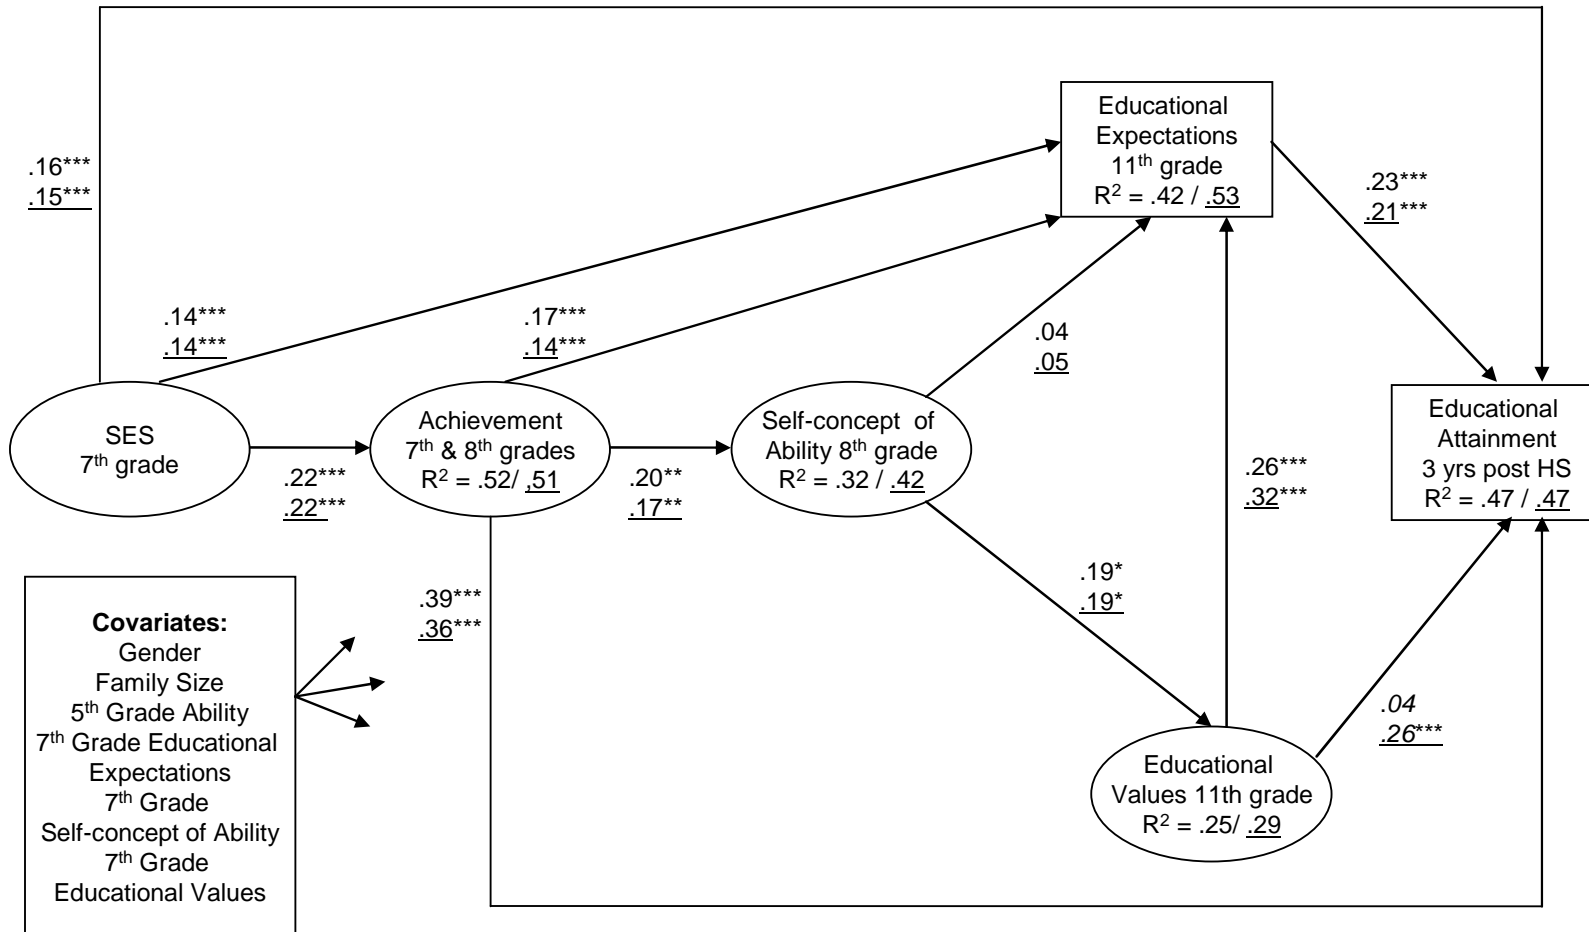 Educational
Expectations
11th grade
R2 = .42 / .53
.16***
.15***
.23***
.21***
.14***
.14***
.17***
.14***
.04
.05
SES
7th grade
Achievement
7th & 8th grades
R2 = .52/ ,51
Self-concept of
Ability 8th grade
R2 = .32 / .42
Educational
Attainment
3 yrs post HS
R2 = .47 / .47
.22***
.22***
.20**
.17**
.26***
.32***
.39***
.36***
.19*
.19*
Covariates:
Gender
Family Size
5th Grade Ability
7th Grade Educational
Expectations
7th Grade
Self-concept of Ability
7th Grade
Educational Values
.04
.26***
Educational
Values 11th grade
R2 = .25/ .29